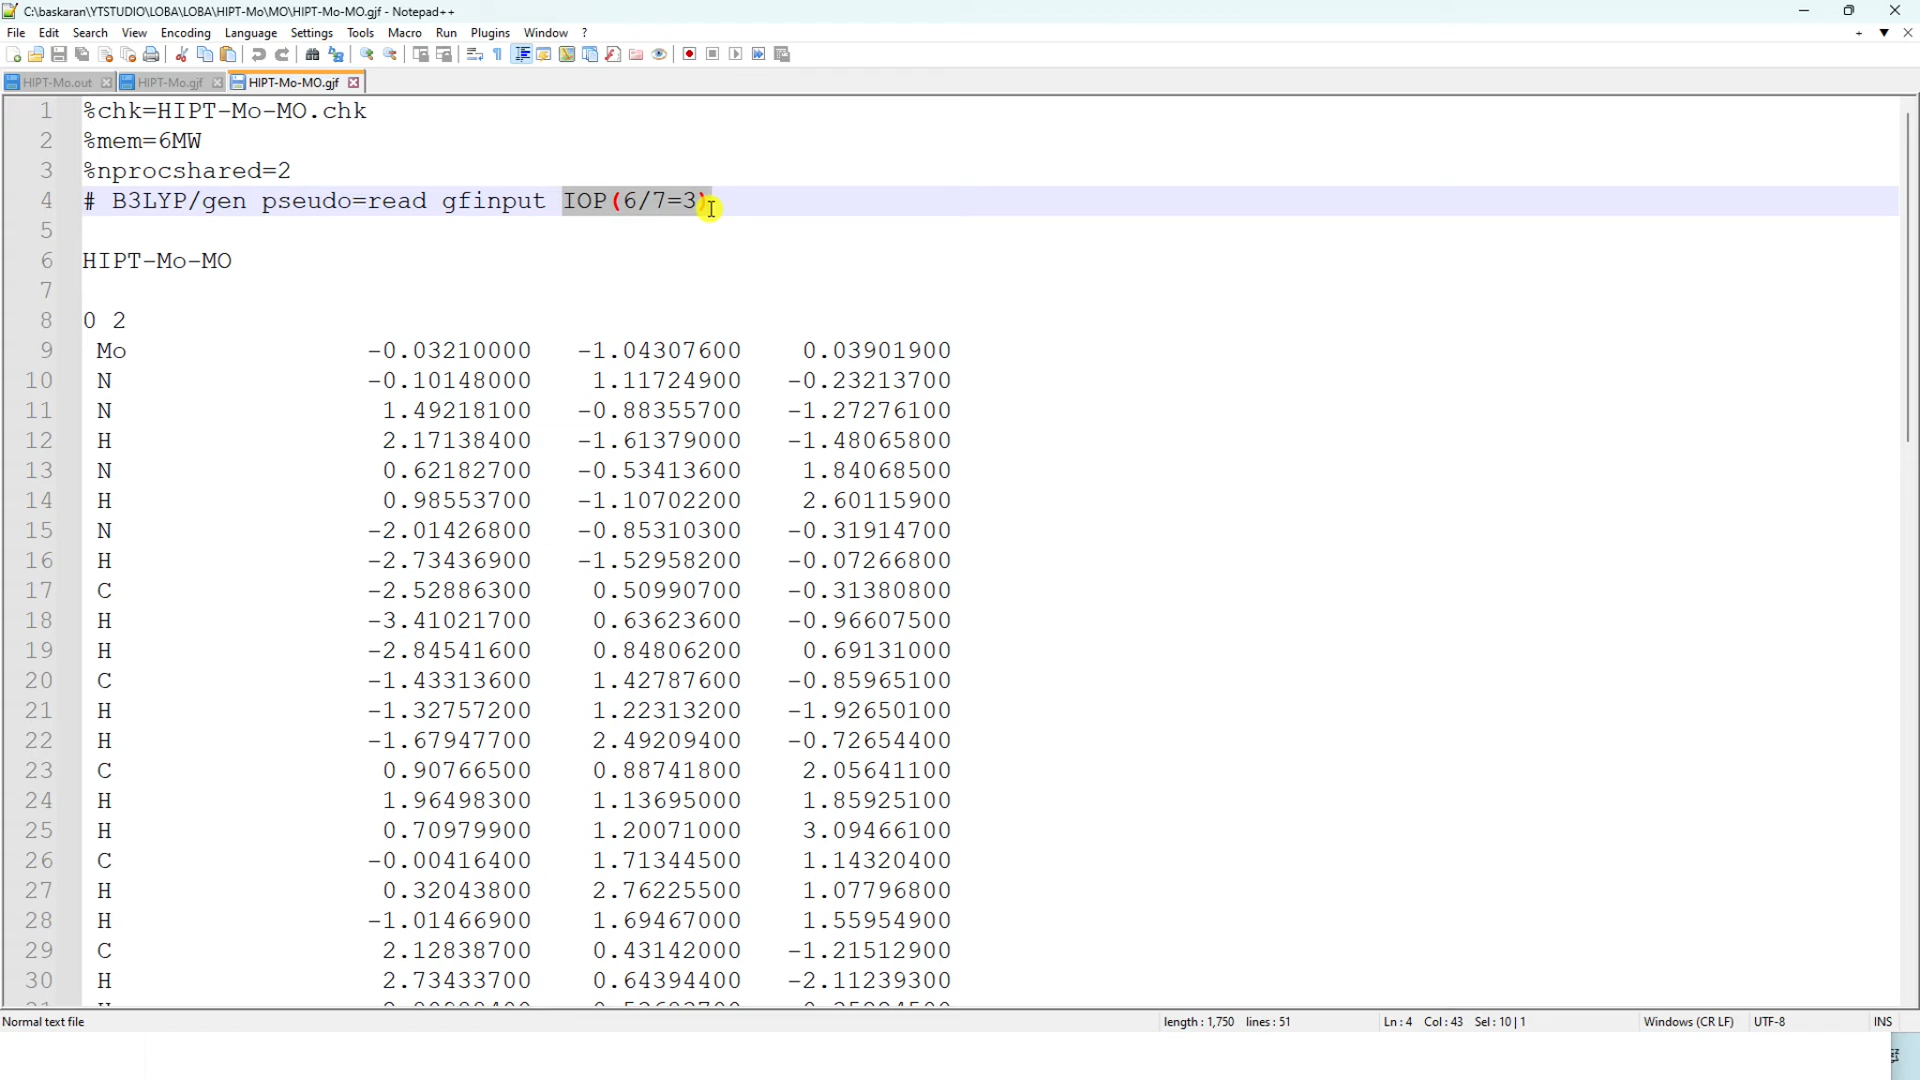 C:\baskaran\YTSTUDIO\LOBA\LOBA\HIPT-Mo\MO\HIPT-Mo-MO.gjf - Notepad++
File Edit Search View Encoding Language Settings Tools Macro Run Plugins Window ?
HIPT-Mo.out HIPT-Mo.gjf HIPT-Mo-MO.gjf
1 %chk=HIPT-Mo-MO.chk
2 %mem=6MW
3 %nprocshared=2
4 # B3LYP/gen pseudo=read gfinput IOP(6/7=3)
5
6 HIPT-Mo-MO
7
8 0 2
9 Mo -0.03210000 -1.04307600 0.03901900
10 N -0.10148000 1.11724900 -0.23213700
11 N 1.49218100 -0.88355700 -1.27276100
12 H 2.17138400 -1.61379000 -1.48065800
13 N 0.62182700 -0.53413600 1.84068500
14 H 0.98553700 -1.10702200 2.60115900
15 N -2.01426800 -0.85310300 -0.31914700
16 H -2.73436900 -1.52958200 -0.07266800
17 C -2.52886300 0.50990700 -0.31380800
18 H -3.41021700 0.63623600 -0.96607500
19 H -2.84541600 0.84806200 0.69131000
20 C -1.43313600 1.42787600 -0.85965100
21 H -1.32757200 1.22313200 -1.92650100
22 H -1.67947700 2.49209400 -0.72654400
23 C 0.90766500 0.88741800 2.05641100
24 H 1.96498300 1.13695000 1.85925100
25 H 0.70979900 1.20071000 3.09466100
26 C -0.00416400 1.71344500 1.14320400
27 H 0.32043800 2.76225500 1.07796800
28 H -1.01466900 1.69467000 1.55954900
29 C 2.12838700 0.43142000 -1.21512900
30 H 2.73433700 0.64394400 -2.11239300
Normal text file length : 1,750 lines : 51 Ln : 4 Col : 43 Sel : 10 | 1 Windows (CR LF) UTF-8 INS